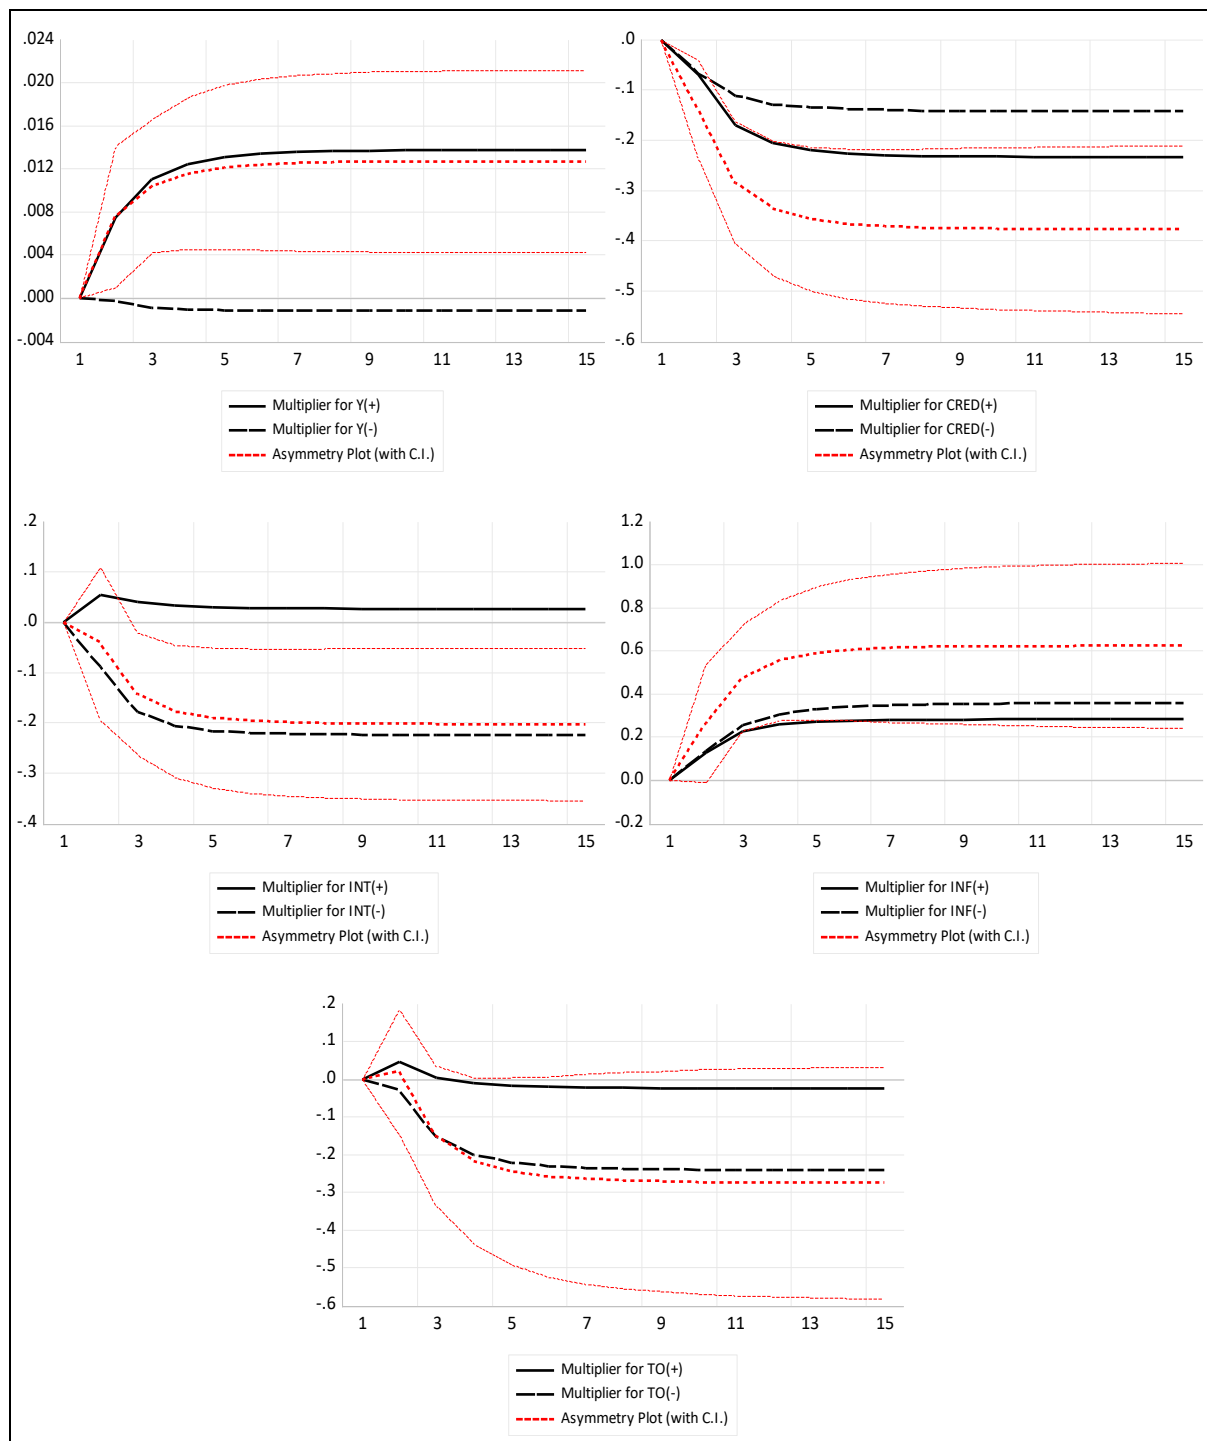 .024
.020
.016
.012
.008
.004
.000
-.004
1 3 5 7 9 11 13 15
Multiplier for Y(+)
Multiplier for Y(-)
Asymmetry Plot (with C.I.)
.0
-.1
-.2
-.3
-.4
-.5
-.6
1 3 5 7 9 11 13 15
Multiplier for CRED(+)
Multiplier for CRED(-)
Asymmetry Plot (with C.I.)
.2
.1
.0
-.1
-.2
-.3
-.4
1 3 5 7 9 11 13 15
Multiplier for INT(+)
Multiplier for INT(-)
Asymmetry Plot (with C.I.)
1.2
1.0
0.8
0.6
0.4
0.2
0.0
-0.2
1 3 5 7 9 11 13 15
Multiplier for INF(+)
Multiplier for INF(-)
Asymmetry Plot (with C.I.)
.2
.1
.0
-.1
-.2
-.3
-.4
-.5
-.6
1 3 5 7 9 11 13 15
Multiplier for TO(+)
Multiplier for TO(-)
Asymmetry Plot (with C.I.)